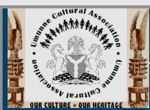 Umunne Cultural Association
Umunne Cultural Association
OUR CULTURE • OUR HERITAGE